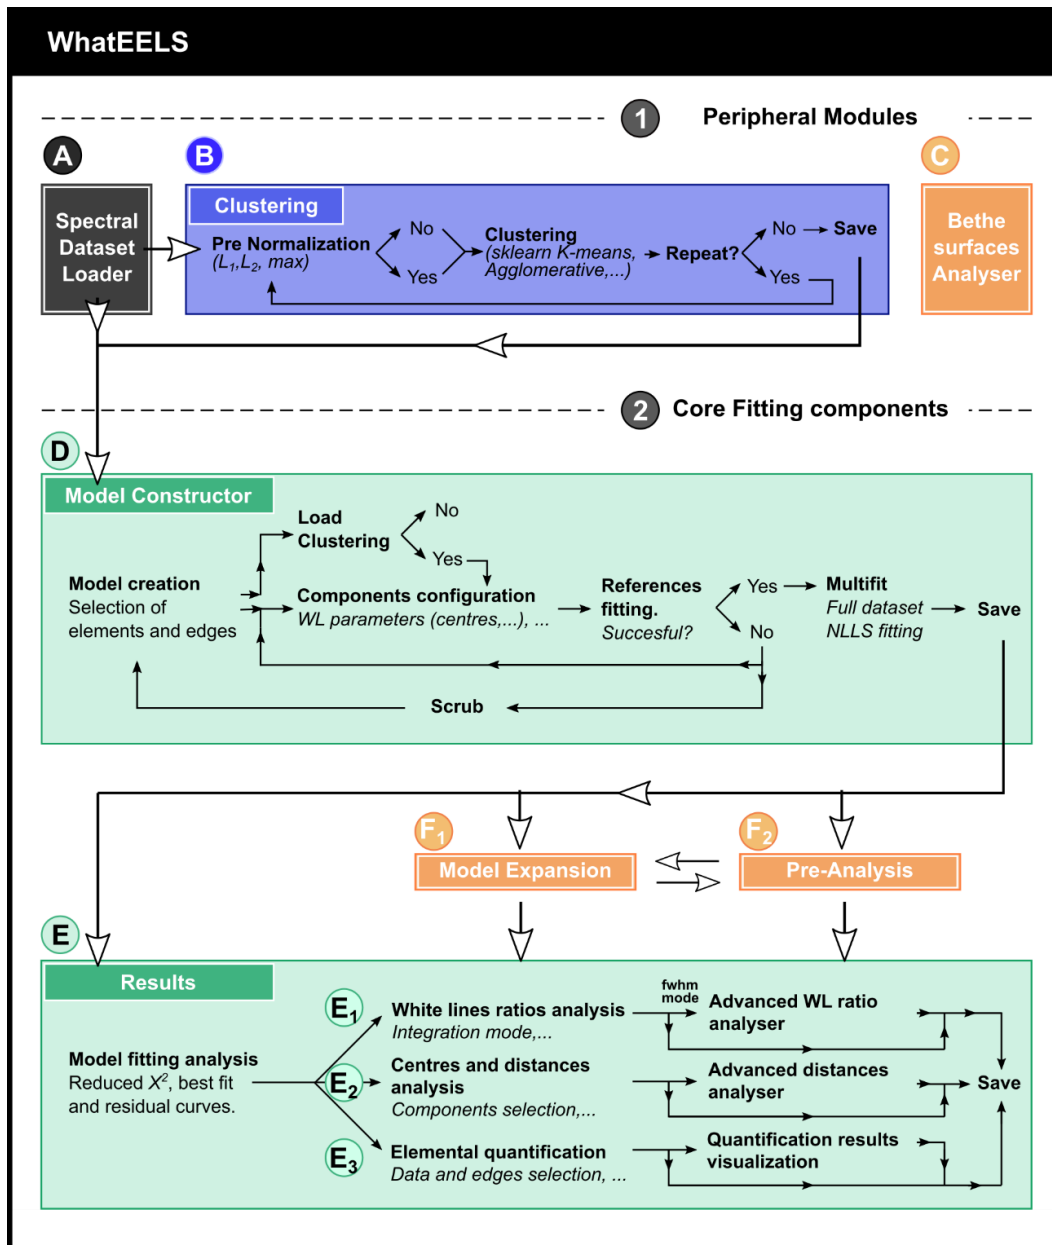 WhatEELS
1 Peripheral Modules
A
B
C
Spectral
Dataset
Loader
Clustering
Pre Normalization
(L1,L2, max)
No
Yes
Clustering
(sklearn K-means,
Agglomerative,...)
Repeat?
No
Yes
Save
Bethe
surfaces
Analyser
2 Core Fitting components
D
Model Constructor
Model creation
Selection of
elements and edges
Load
Clustering
No
Yes
Components configuration
WL parameters (centres,...), ...
References
fitting.
Succesful?
Yes
No
Multifit
Full dataset
NLLS fitting
Save
Scrub
F1
Model Expansion
F2
Pre-Analysis
E
Results
Model fitting analysis
Reduced X², best fit
and residual curves.
E1
White lines ratios analysis
Integration mode,...
fwhm
mode
Advanced WL ratio
analyser
E2
Centres and distances
analysis
Components selection,...
Advanced distances
analyser
Save
E3
Elemental quantification
Data and edges selection, ...
Quantification results
visualization